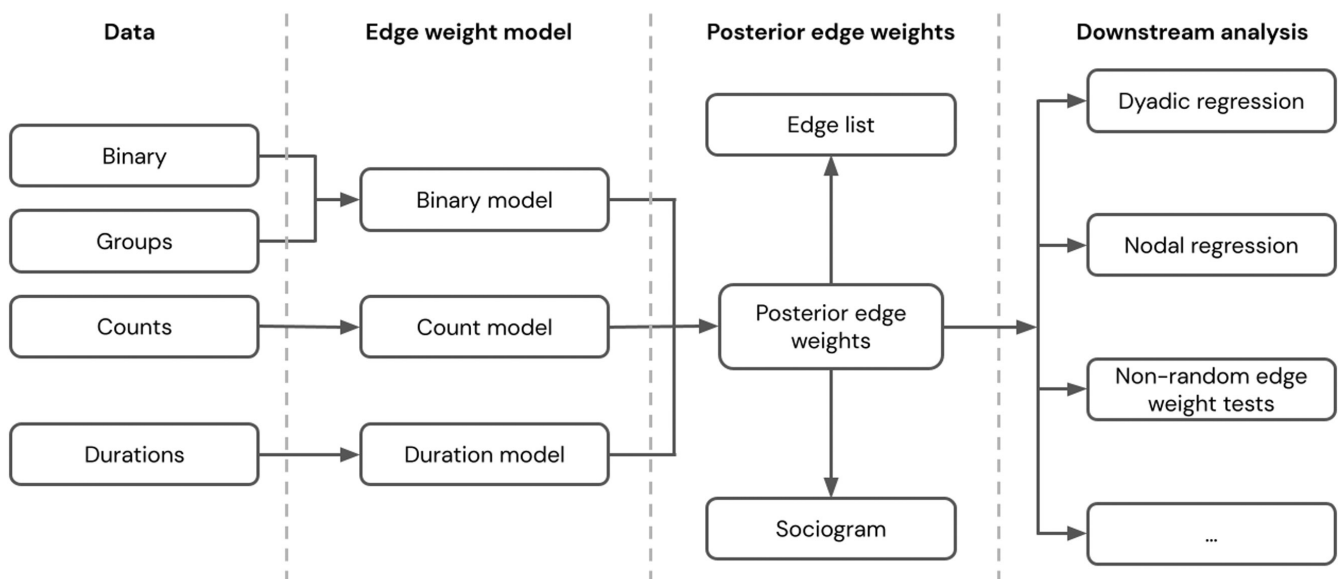 Data
Edge weight model
Posterior edge weights
Downstream analysis
Binary
Groups
Counts
Durations
Binary model
Count model
Duration model
Edge list
Posterior edge
weights
Sociogram
Dyadic regression
Nodal regression
Non-random edge
weight tests
...